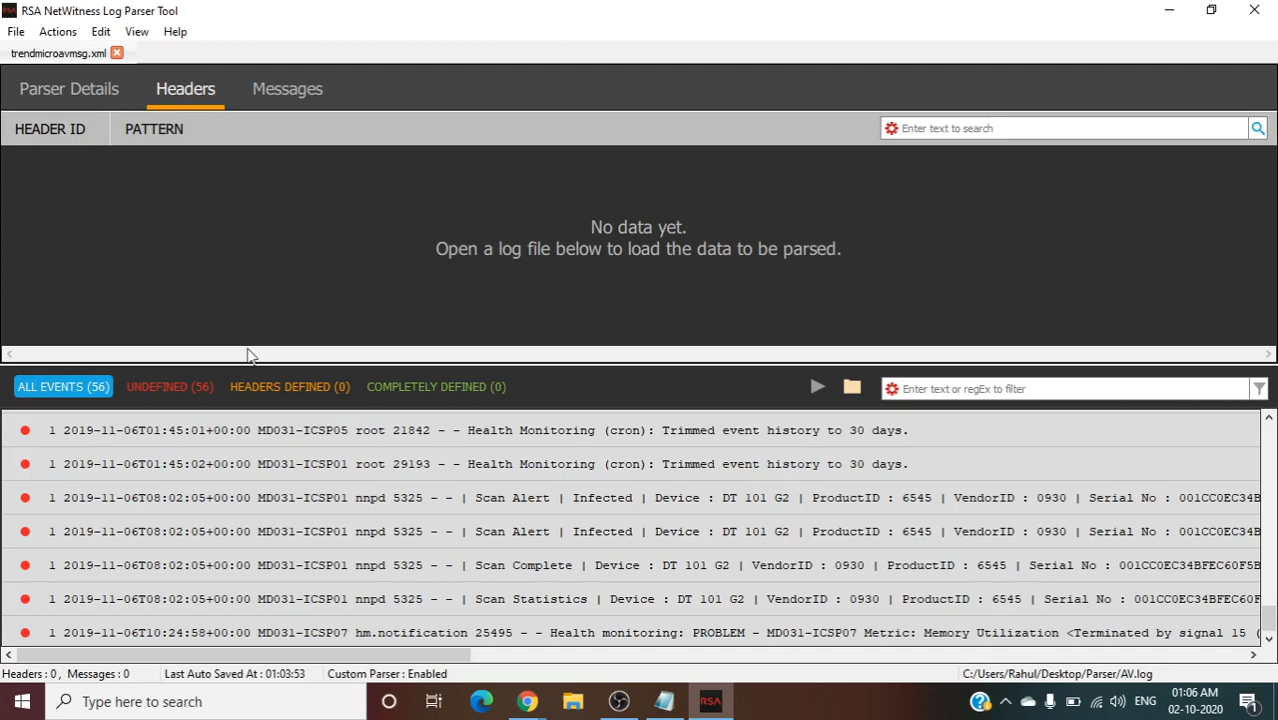 RSA NetWitness Log Parser Tool
File Actions Edit View Help
trendmicroavmsg.xml
Parser Details Headers Messages
HEADER ID PATTERN Enter text to search
No data yet.
Open a log file below to load the data to be parsed.
ALL EVENTS (56) UNDEFINED (56) HEADERS DEFINED (0) COMPLETELY DEFINED (0) Enter text or regEx to filter
1 2019-11-06T01:45:01+00:00 MD031-ICSP05 root 21842 - - Health Monitoring (cron): Trimmed event history to 30 days.
1 2019-11-06T01:45:02+00:00 MD031-ICSP01 root 29193 - - Health Monitoring (cron): Trimmed event history to 30 days.
1 2019-11-06T08:02:05+00:00 MD031-ICSP01 nnpd 5325 - - | Scan Alert | Infected | Device : DT 101 G2 | ProductID : 6545 | VendorID : 0930 | Serial No : 001CC0EC34B
1 2019-11-06T08:02:05+00:00 MD031-ICSP01 nnpd 5325 - - | Scan Alert | Infected | Device : DT 101 G2 | ProductID : 6545 | VendorID : 0930 | Serial No : 001CC0EC34B
1 2019-11-06T08:02:05+00:00 MD031-ICSP01 nnpd 5325 - - | Scan Complete | Device : DT 101 G2 | VendorID : 0930 | ProductID : 6545 | Serial No : 001CC0EC34BFEC60F5B
1 2019-11-06T08:02:05+00:00 MD031-ICSP01 nnpd 5325 - - | Scan Statistics | Device : DT 101 G2 | VendorID : 0930 | ProductID : 6545 | Serial No : 001CC0EC34BFEC60F
1 2019-11-06T10:24:58+00:00 MD031-ICSP07 hm.notification 25495 - - Health monitoring: PROBLEM - MD031-ICSP07 Metric: Memory Utilization <Terminated by signal 15 (
Headers : 0 , Messages : 0 Last Auto Saved At : 01:03:53 Custom Parser : Enabled C:/Users/Rahul/Desktop/Parser/AV.log
Type here to search RSA ENG 01:06 AM
02-10-2020 1